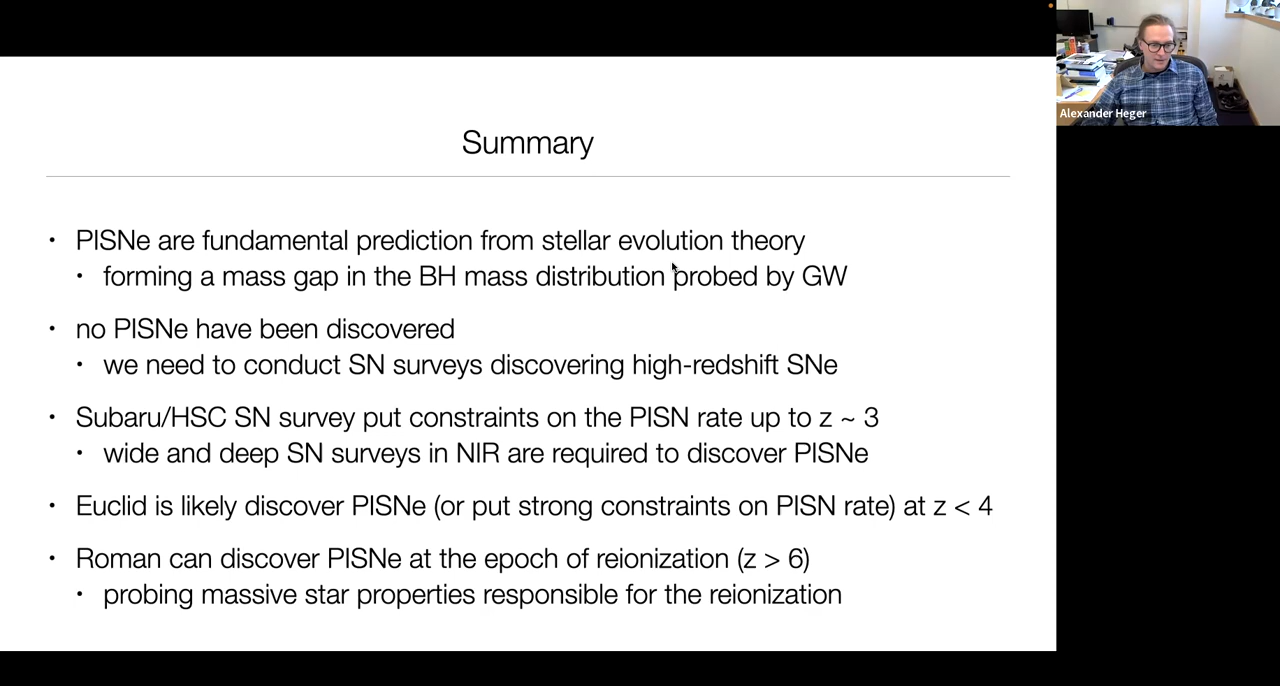 Alexander Heger
Summary
• PISNe are fundamental prediction from stellar evolution theory
• forming a mass gap in the BH mass distribution probed by GW
• no PISNe have been discovered
• we need to conduct SN surveys discovering high-redshift SNe
• Subaru/HSC SN survey put constraints on the PISN rate up to z ~ 3
• wide and deep SN surveys in NIR are required to discover PISNe
• Euclid is likely discover PISNe (or put strong constraints on PISN rate) at z < 4
• Roman can discover PISNe at the epoch of reionization (z > 6)
• probing massive star properties responsible for the reionization